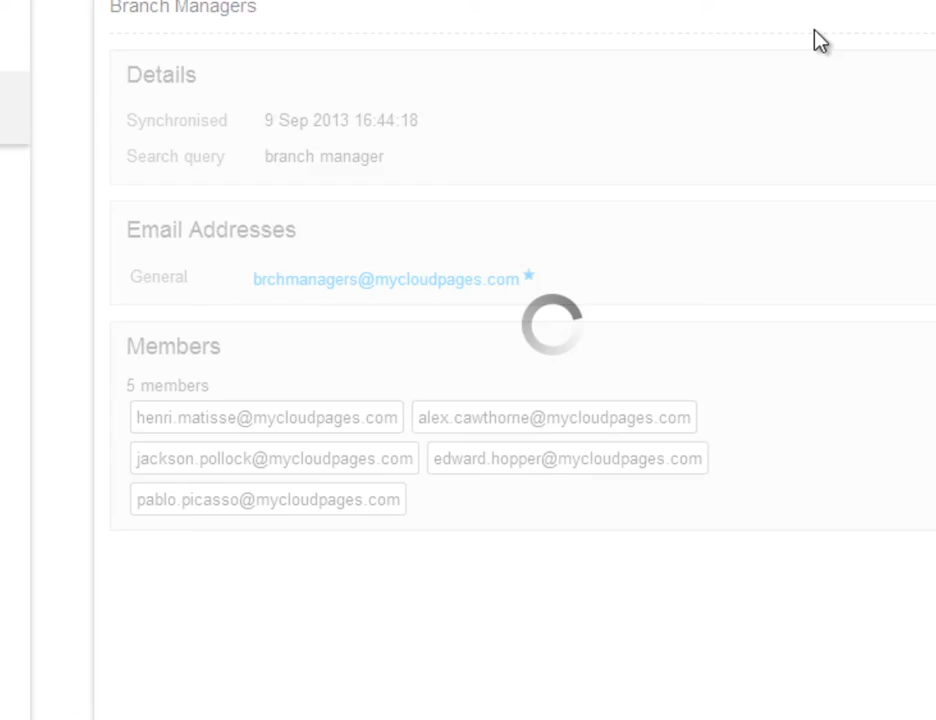 Branch Managers
Details
Synchronised 9 Sep 2013 16:44:18
Search query branch manager
Email Addresses
General brchmanagers@mycloudpages.com★
Members
5 members
henri.matisse@mycloudpages.com alex.cawthorne@mycloudpages.com
jackson.pollock@mycloudpages.com edward.hopper@mycloudpages.com
pablo.picasso@mycloudpages.com